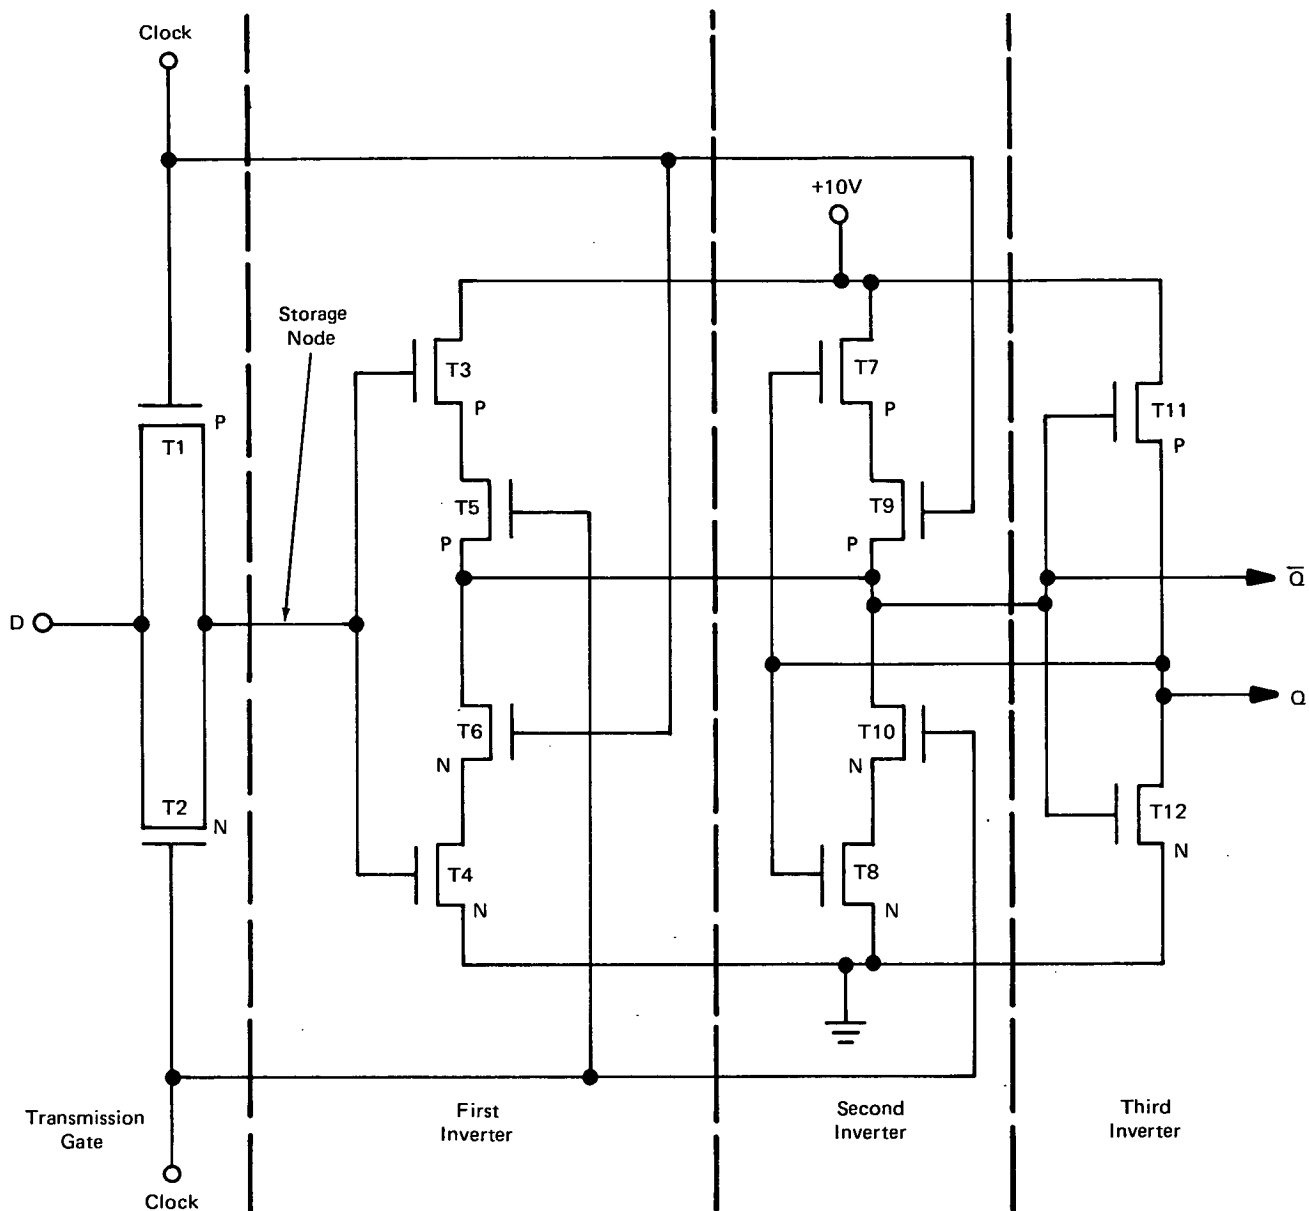 Clock
+10V
Storage
Node
T3
P
T7
P
T11
P
P
T1
T5
P
T9
P
Q̅
D
Q
T6
N
T10
N
T2
N
T4
N
T8
N
T12
N
Transmission
Gate
First
Inverter
Second
Inverter
Third
Inverter
Clock